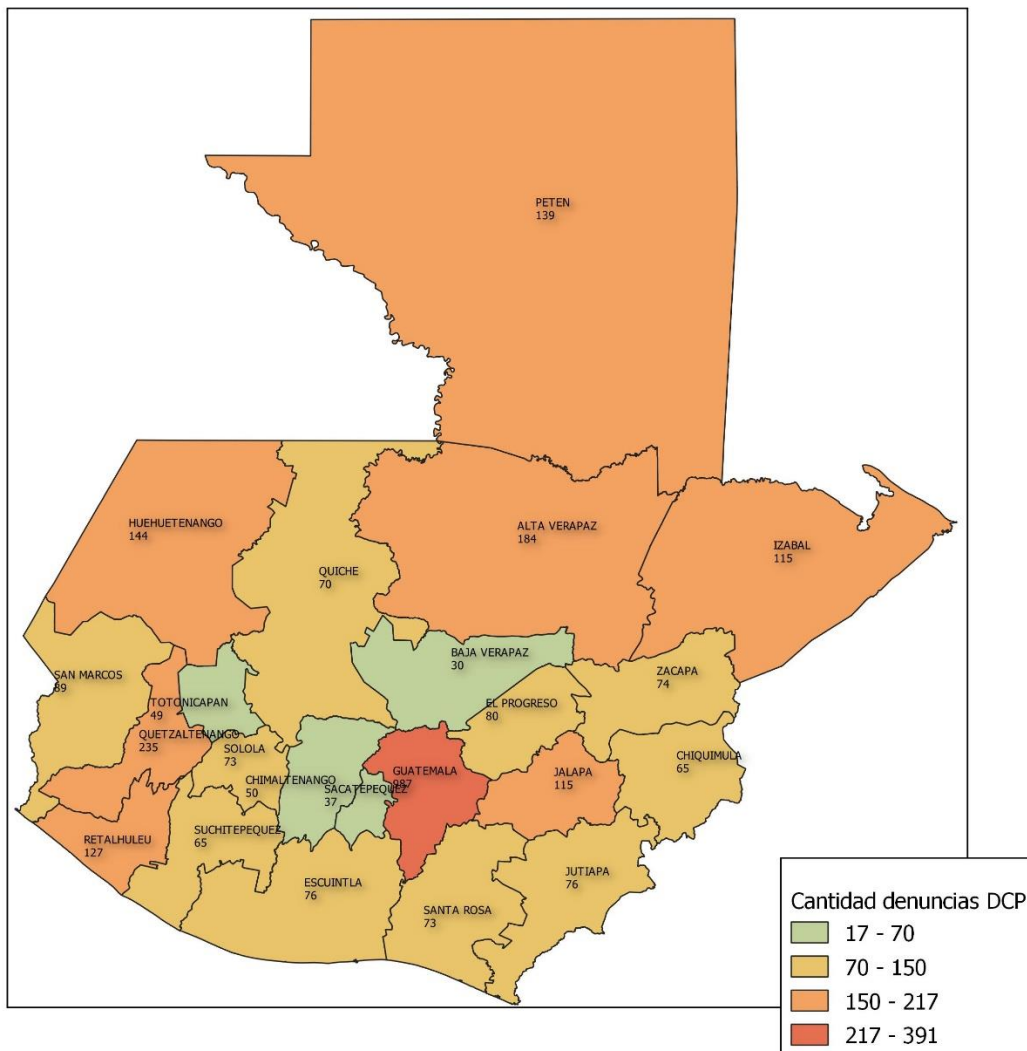 PETEN
139
HUEHUETENANGO
144
ALTA VERAPAZ
184
IZABAL
115
QUICHE
70
BAJA VERAPAZ
30
SAN MARCOS
89
ZACAPA
74
TOTONICAPAN
49
EL PROGRESO
80
QUETZALTENANGO
235
SOLOLA
73
CHIQUIMULA
65
CHIMALTENANGO
50
GUATEMALA
987
JALAPA
115
SACATEPEQUEZ
37
SUCHITEPEQUEZ
65
RETALHULEU
127
ESCUINTLA
76
JUTIAPA
76
SANTA ROSA
73
Cantidad denuncias DCP
17 - 70
70 - 150
150 - 217
217 - 391